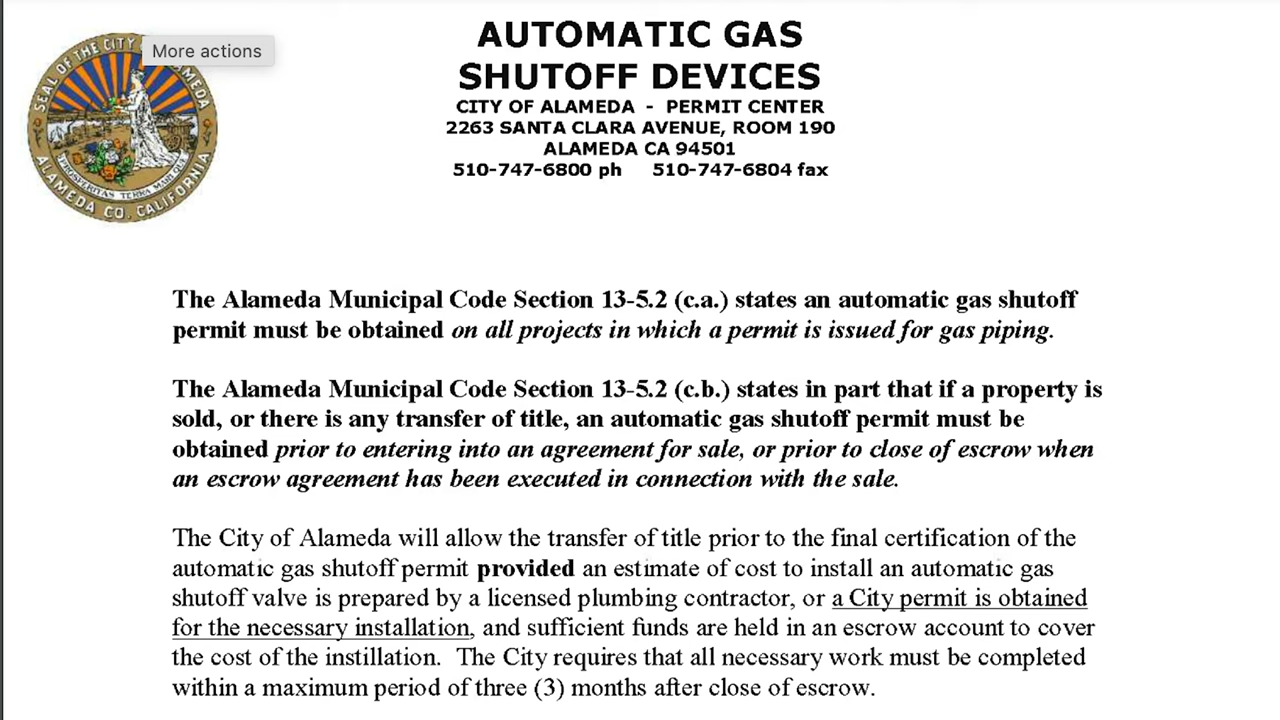 AUTOMATIC GAS
SHUTOFF DEVICES
CITY OF ALAMEDA - PERMIT CENTER
2263 SANTA CLARA AVENUE, ROOM 190
ALAMEDA CA 94501
510-747-6800 ph 510-747-6804 fax
More actions
SEAL OF THE CITY
ALAMEDA
ALAMEDA CO. CALIFORNIA
PROSPERITAS TERRA
The Alameda Municipal Code Section 13-5.2 (c.a.) states an automatic gas shutoff
permit must be obtained on all projects in which a permit is issued for gas piping.
The Alameda Municipal Code Section 13-5.2 (c.b.) states in part that if a property is
sold, or there is any transfer of title, an automatic gas shutoff permit must be
obtained prior to entering into an agreement for sale, or prior to close of escrow when
an escrow agreement has been executed in connection with the sale.
The City of Alameda will allow the transfer of title prior to the final certification of the
automatic gas shutoff permit provided an estimate of cost to install an automatic gas
shutoff valve is prepared by a licensed plumbing contractor, or a City permit is obtained
for the necessary installation, and sufficient funds are held in an escrow account to cover
the cost of the instillation. The City requires that all necessary work must be completed
within a maximum period of three (3) months after close of escrow.